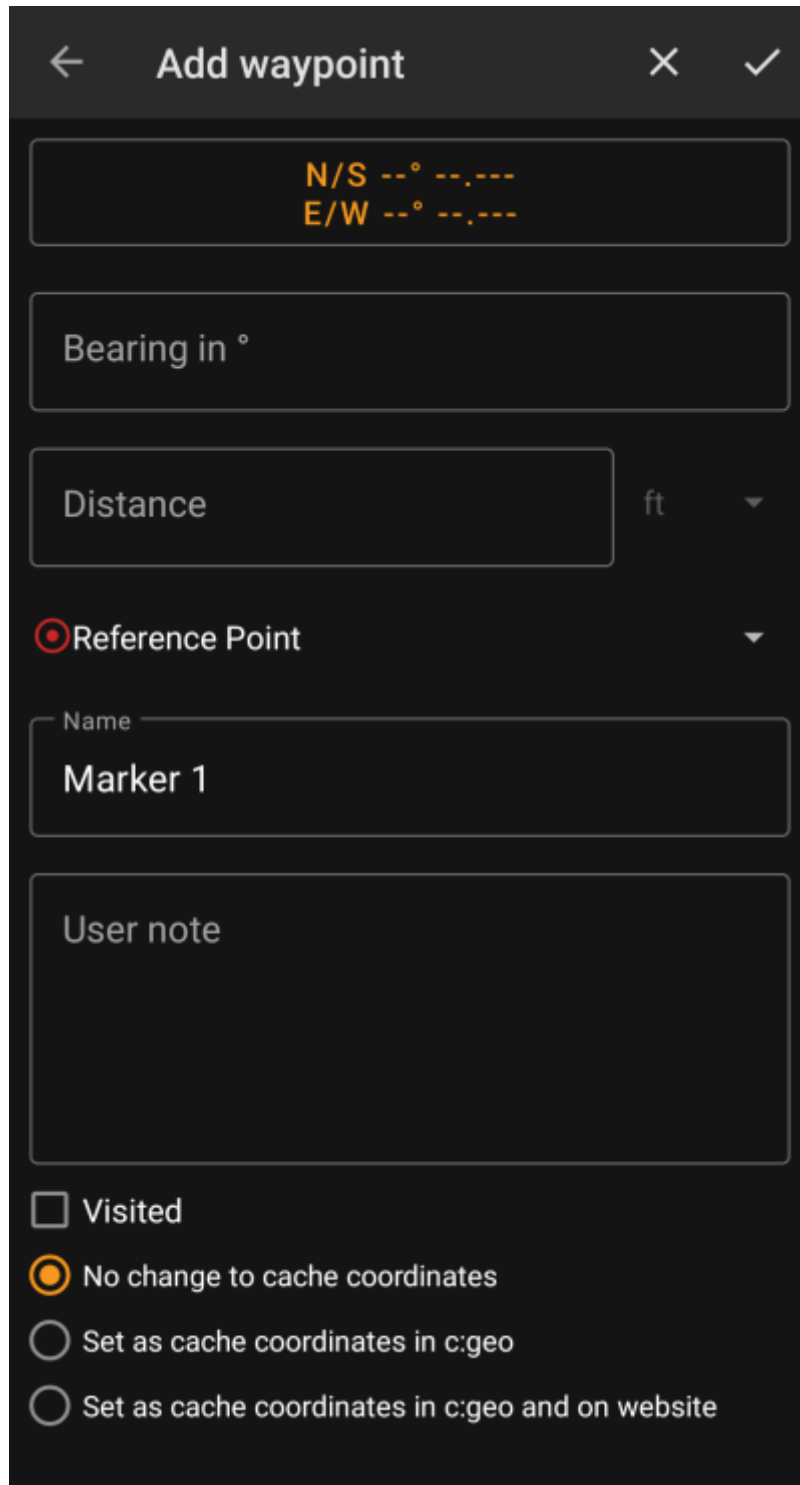 Add waypoint
N/S --° --.---
E/W --° --.---
Bearing in °
Distance
ft
Reference Point
Name
Marker 1
User note
Visited
No change to cache coordinates
Set as cache coordinates in c:geo
Set as cache coordinates in c:geo and on website